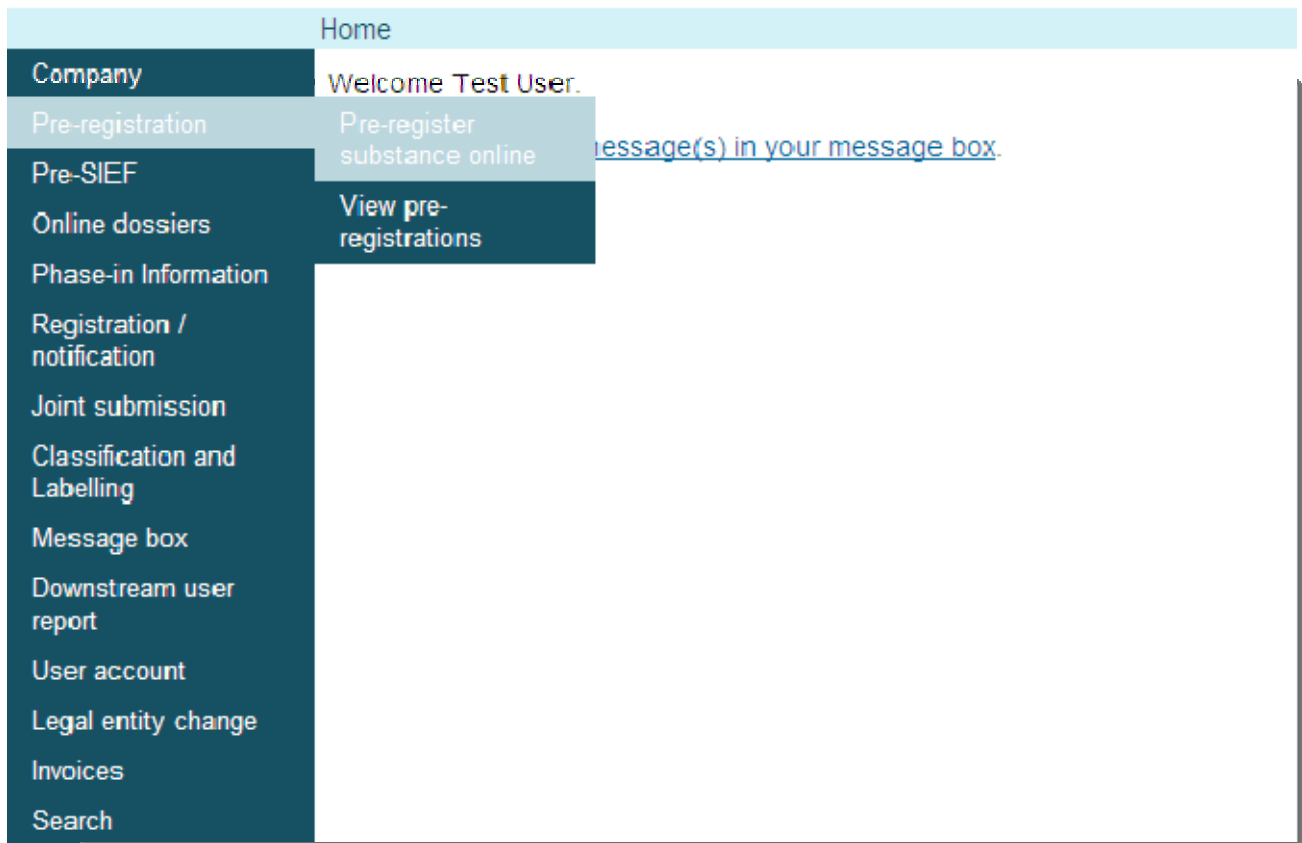 Home
Company
Pre-registration
Pre-SIEF
Online dossiers
Phase-in Information
Registration /
notification
Joint submission
Classification and
Labelling
Message box
Downstream user
report
User account
Legal entity change
Invoices
Search
Pre-register
substance online
View pre-
registrations
Welcome Test User.
essage(s) in your message box.